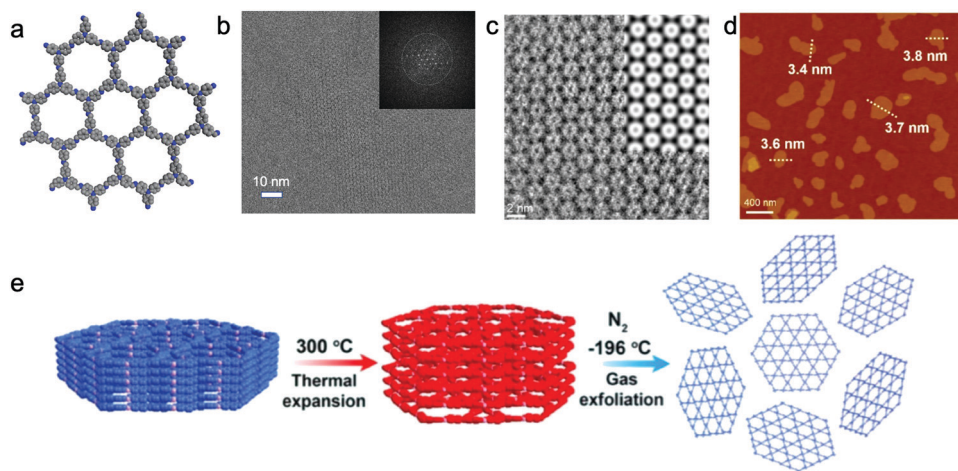 a
b
c
d
10 nm
2 nm
3.4 nm
3.8 nm
3.7 nm
3.6 nm
400 nm
e
300 °C
Thermal
expansion
N2
-196 °C
Gas
exfoliation